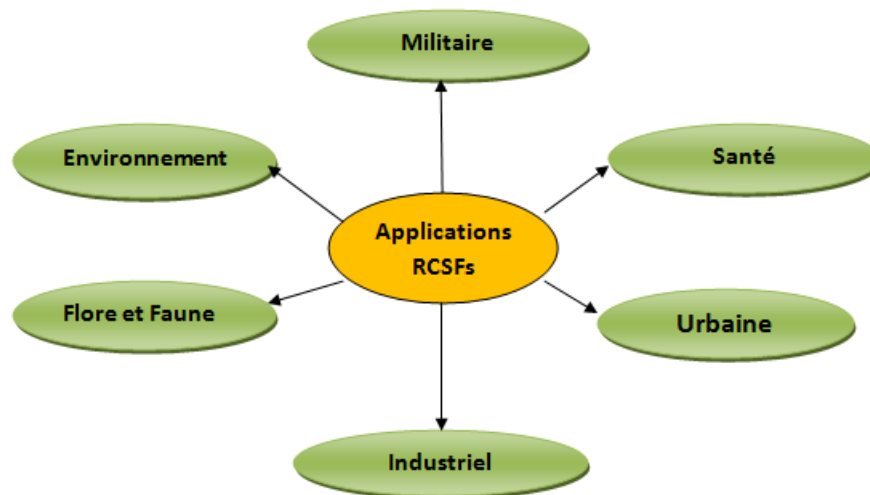 Militaire
Environnement
Santé
Applications
RCSFs
Flore et Faune
Urbaine
Industriel